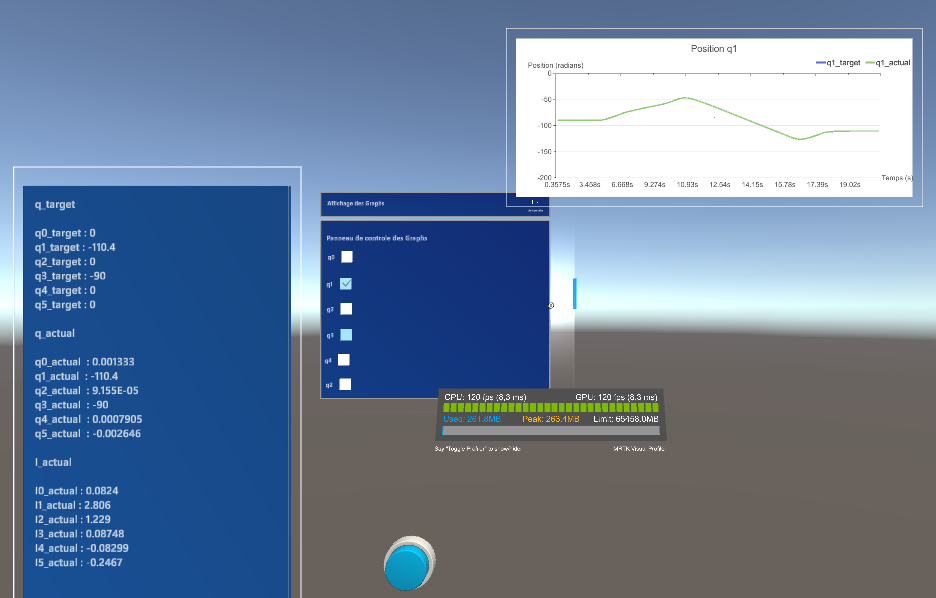 Position q1
q1_target q1_actual
Position (radians)
0
-50
-100
-150
-200
0.3575s 3.458s 6.668s 9.274s 10.93s 12.54s 14.15s 15.78s 17.39s 19.02s
Temps (s)
q_target
q0_target : 0
q1_target : -110.4
q2_target : 0
q3_target : -90
q4_target : 0
q5_target : 0
q_actual
q0_actual : 0.001333
q1_actual : -110.4
q2_actual : 9.155E-05
q3_actual : -90
q4_actual : 0.0007905
q5_actual : -0.002646
I_actual
I0_actual : 0.0824
I1_actual : 2.806
I2_actual : 1.229
I3_actual : 0.08748
I4_actual : -0.08299
I5_actual : -0.2467
Affichage des Graphs
Panneau de controle des Graphs
q0
q1
q2
q3
q4
q2
CPU: 120 fps (8.3 ms) GPU: 120 fps (8.3 ms)
Used: 261.8MB Peak: 263.4MB Limit: 65458.0MB
Say "Toggle Profiler" to show/hide
MRTK Visual Profiler